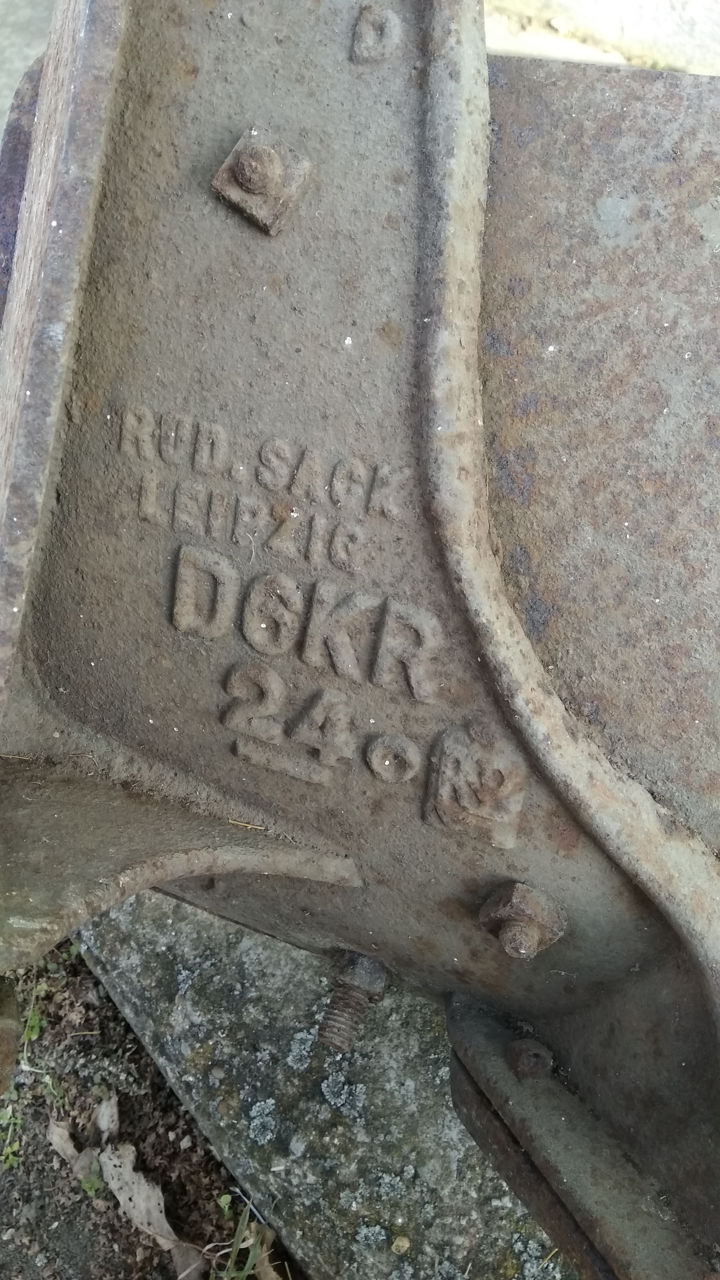 D
RUD. SACK
LEIPZIG
D6KR
24